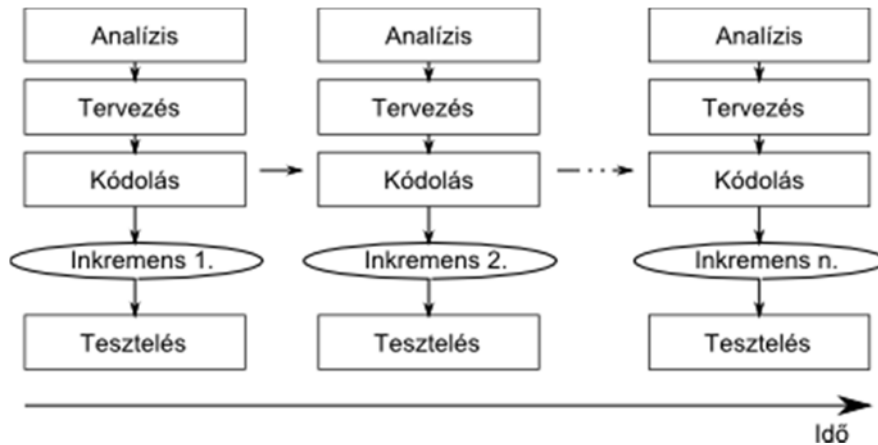 Analízis
Tervezés
Kódolás
Inkremens 1.
Tesztelés
Analízis
Tervezés
Kódolás
Inkremens 2.
Tesztelés
Analízis
Tervezés
Kódolás
Inkremens n.
Tesztelés
Idő